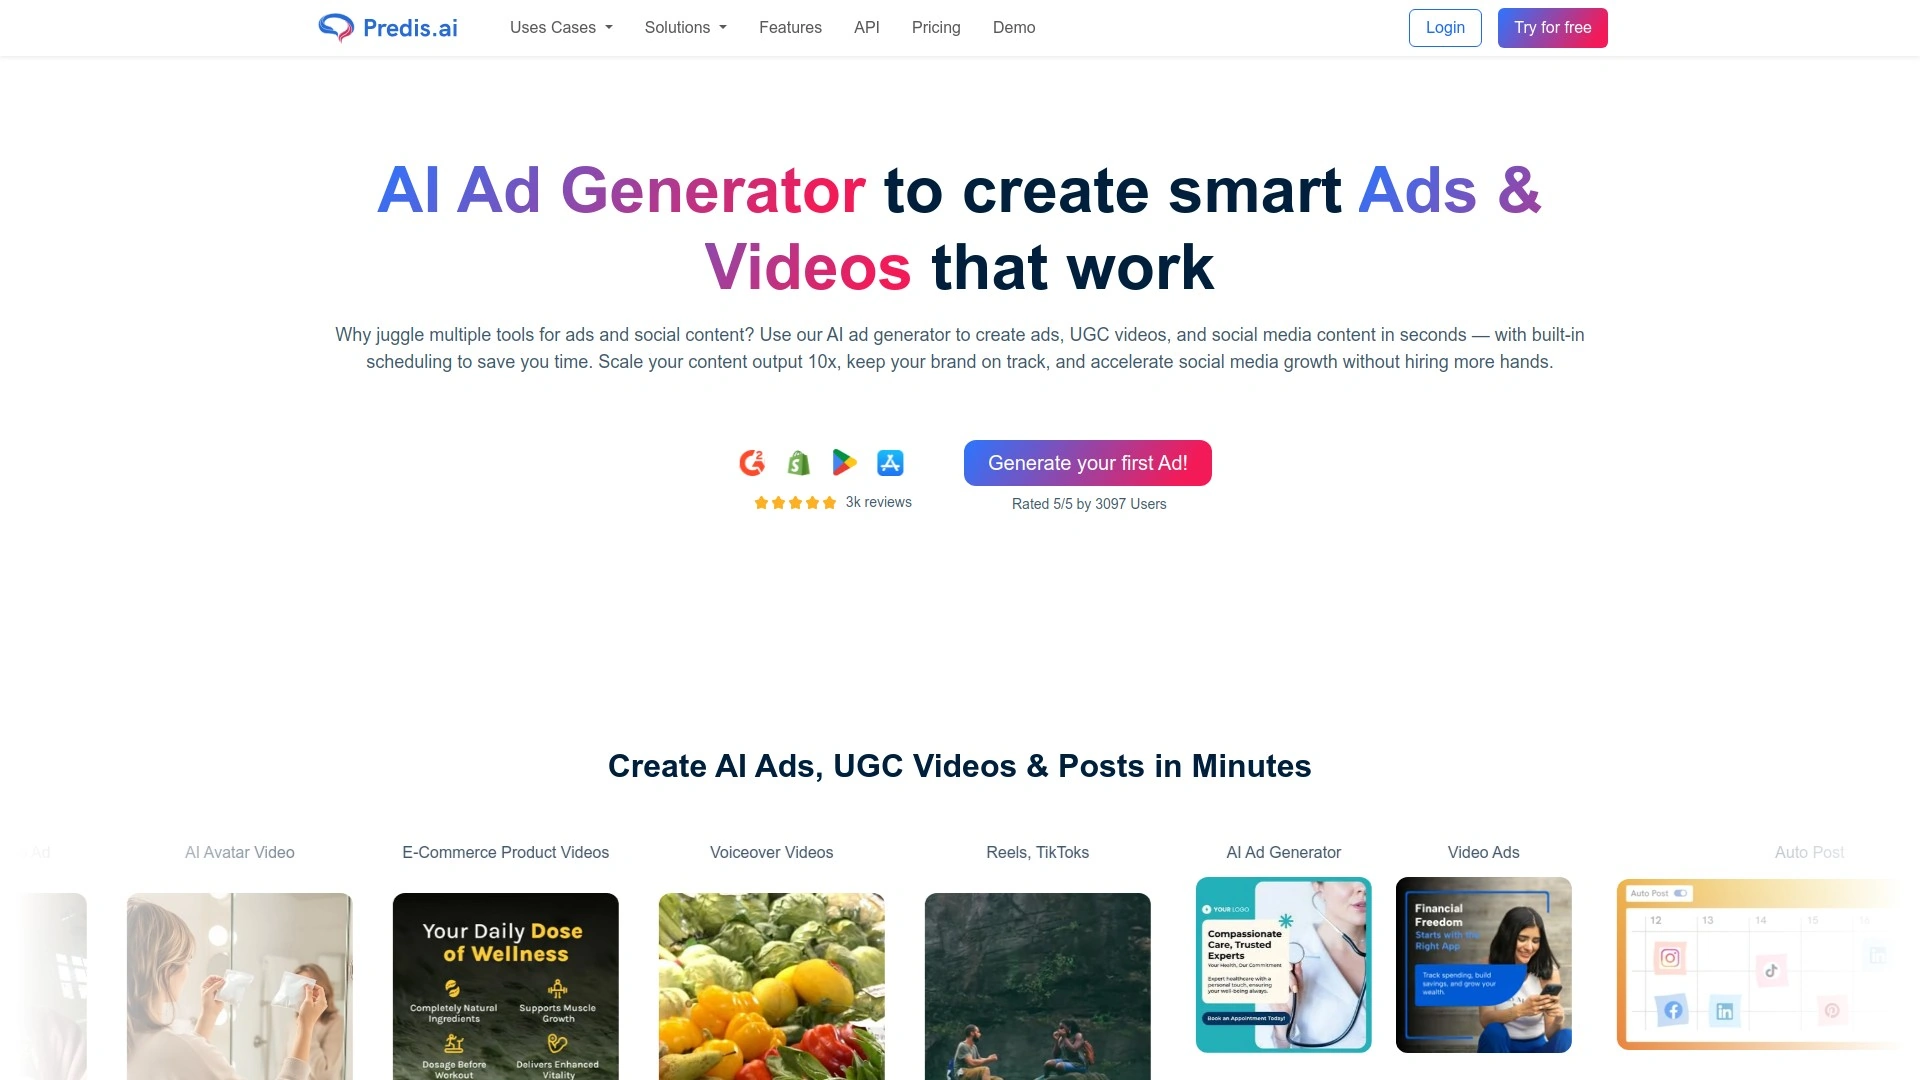 Predis.ai
Uses Cases
Solutions
Features
API
Pricing
Demo
Login
Try for free
AI Ad Generator to create smart Ads &
Videos that work
Why juggle multiple tools for ads and social content? Use our AI ad generator to create ads, UGC videos, and social media content in seconds — with built-in
scheduling to save you time. Scale your content output 10x, keep your brand on track, and accelerate social media growth without hiring more hands.
3k reviews
Generate your first Ad!
Rated 5/5 by 3097 Users
Create AI Ads, UGC Videos & Posts in Minutes
Ad
AI Avatar Video
E-Commerce Product Videos
Voiceover Videos
Reels, TikToks
AI Ad Generator
Video Ads
Auto Post
Your Daily Dose
of Wellness
Completely Natural
Ingredients
Supports Muscle
Growth
Dosage Before
Workout
Delivers Enhanced
Vitality
YOUR LOGO
Compassionate
Care, Trusted
Experts
Your Health, Our Commitment
Expert healthcare with a
personal touch, ensuring
your well-being always.
Book an Appointment Today!
Financial
Freedom
Starts with the
Right App
Track spending, build
savings, and grow your
wealth.
Auto Post
12
13
14
15
16